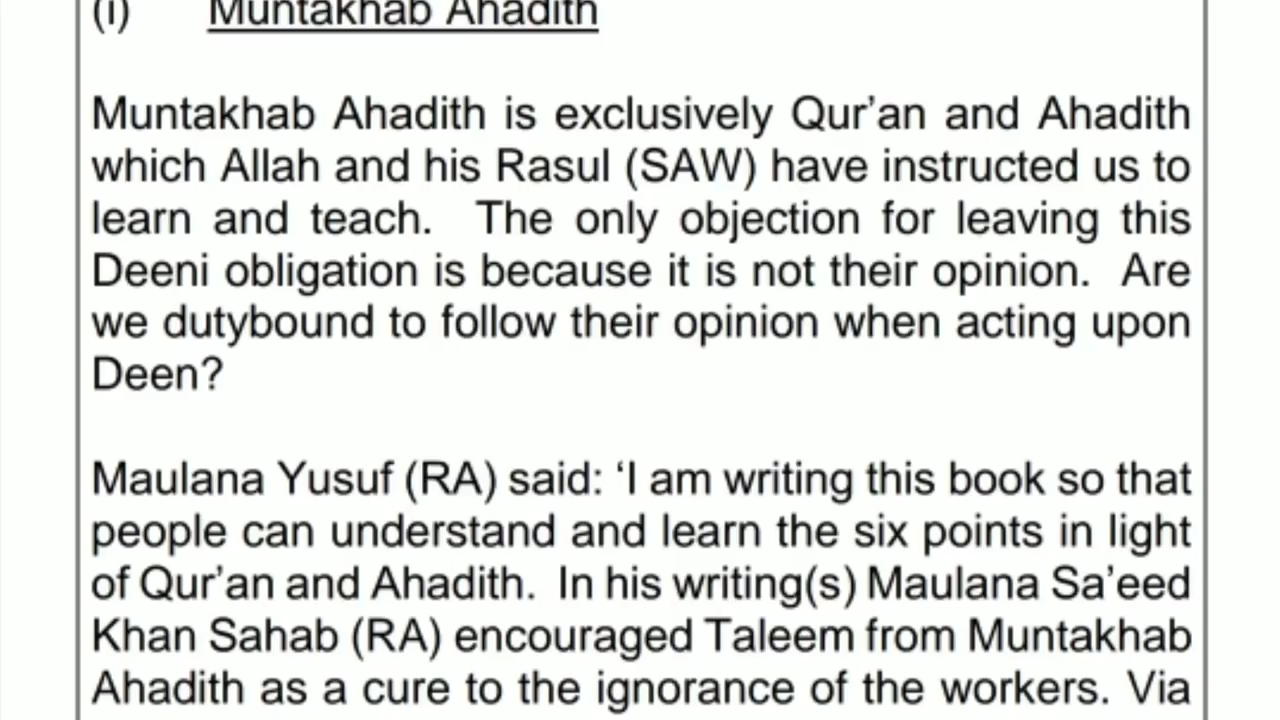 (i) Muntakhab Ahadith
Muntakhab Ahadith is exclusively Qur’an and Ahadith
which Allah and his Rasul (SAW) have instructed us to
learn and teach. The only objection for leaving this
Deeni obligation is because it is not their opinion. Are
we dutybound to follow their opinion when acting upon
Deen?
Maulana Yusuf (RA) said: ‘I am writing this book so that
people can understand and learn the six points in light
of Qur’an and Ahadith. In his writing(s) Maulana Sa’eed
Khan Sahab (RA) encouraged Taleem from Muntakhab
Ahadith as a cure to the ignorance of the workers. Via